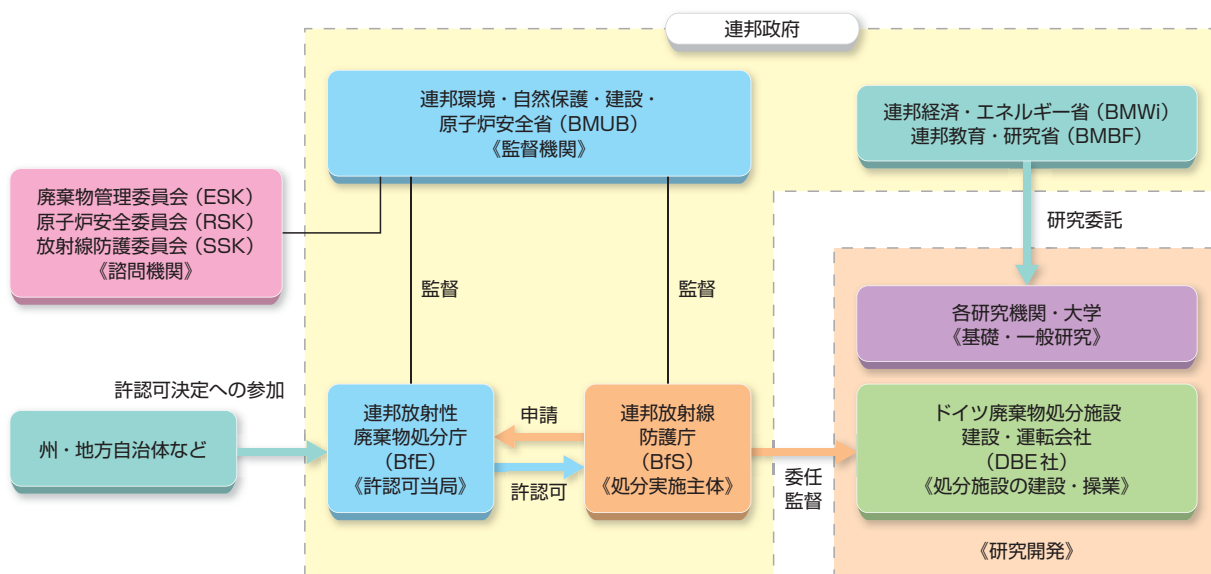 連邦政府
連邦環境・自然保護・建設・
原子炉安全省(BMUB)
《監督機関》
連邦経済・エネルギー省(BMWi)
連邦教育・研究省(BMBF)
廃棄物管理委員会(ESK)
原子炉安全委員会(RSK)
放射線防護委員会(SSK)
《諮問機関》
研究委託
監督
監督
各研究機関・大学
《基礎・一般研究》
許認可決定への参加
州・地方自治体など
連邦放射性
廃棄物処分庁
(BfE)
《許認可当局》
申請
許認可
連邦放射線
防護庁
(BfS)
《処分実施主体》
委任
監督
ドイツ廃棄物処分施設
建設・運転会社
(DBE社)
《処分施設の建設・操業》
《研究開発》